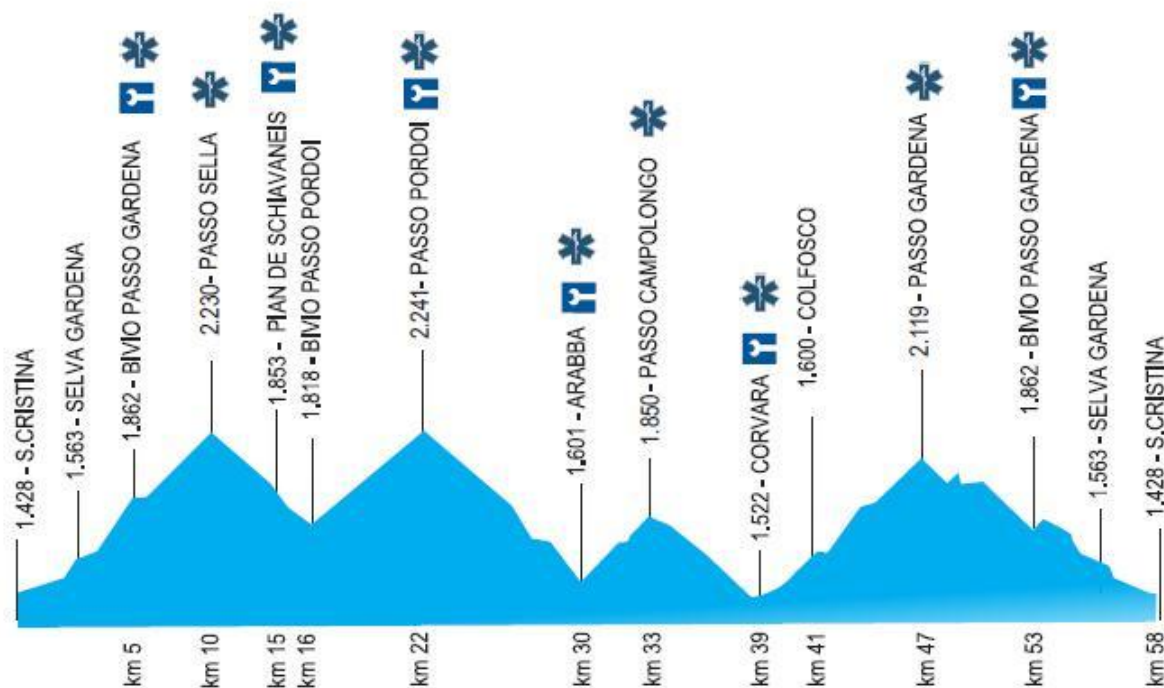 1.428 - S.CRISTINA
1.563 - SELVA GARDENA
1.862 - BIVIO PASSO GARDENA
2.230 - PASSO SELLA
1.853 - PIAN DE SCHIAVANEIS
1.818 - BIVIO PASSO PORDOI
2.241 - PASSO PORDOI
1.601 - ARABBA
1.850 - PASSO CAMPOLONGO
1.522 - CORVARA
1.600 - COLFOSCO
2.119 - PASSO GARDENA
1.862 - BIVIO PASSO GARDENA
1.563 - SELVA GARDENA
1.428 - S.CRISTINA
km 5
km 10
km 15
km 16
km 22
km 30
km 33
km 39
km 41
km 47
km 53
km 58